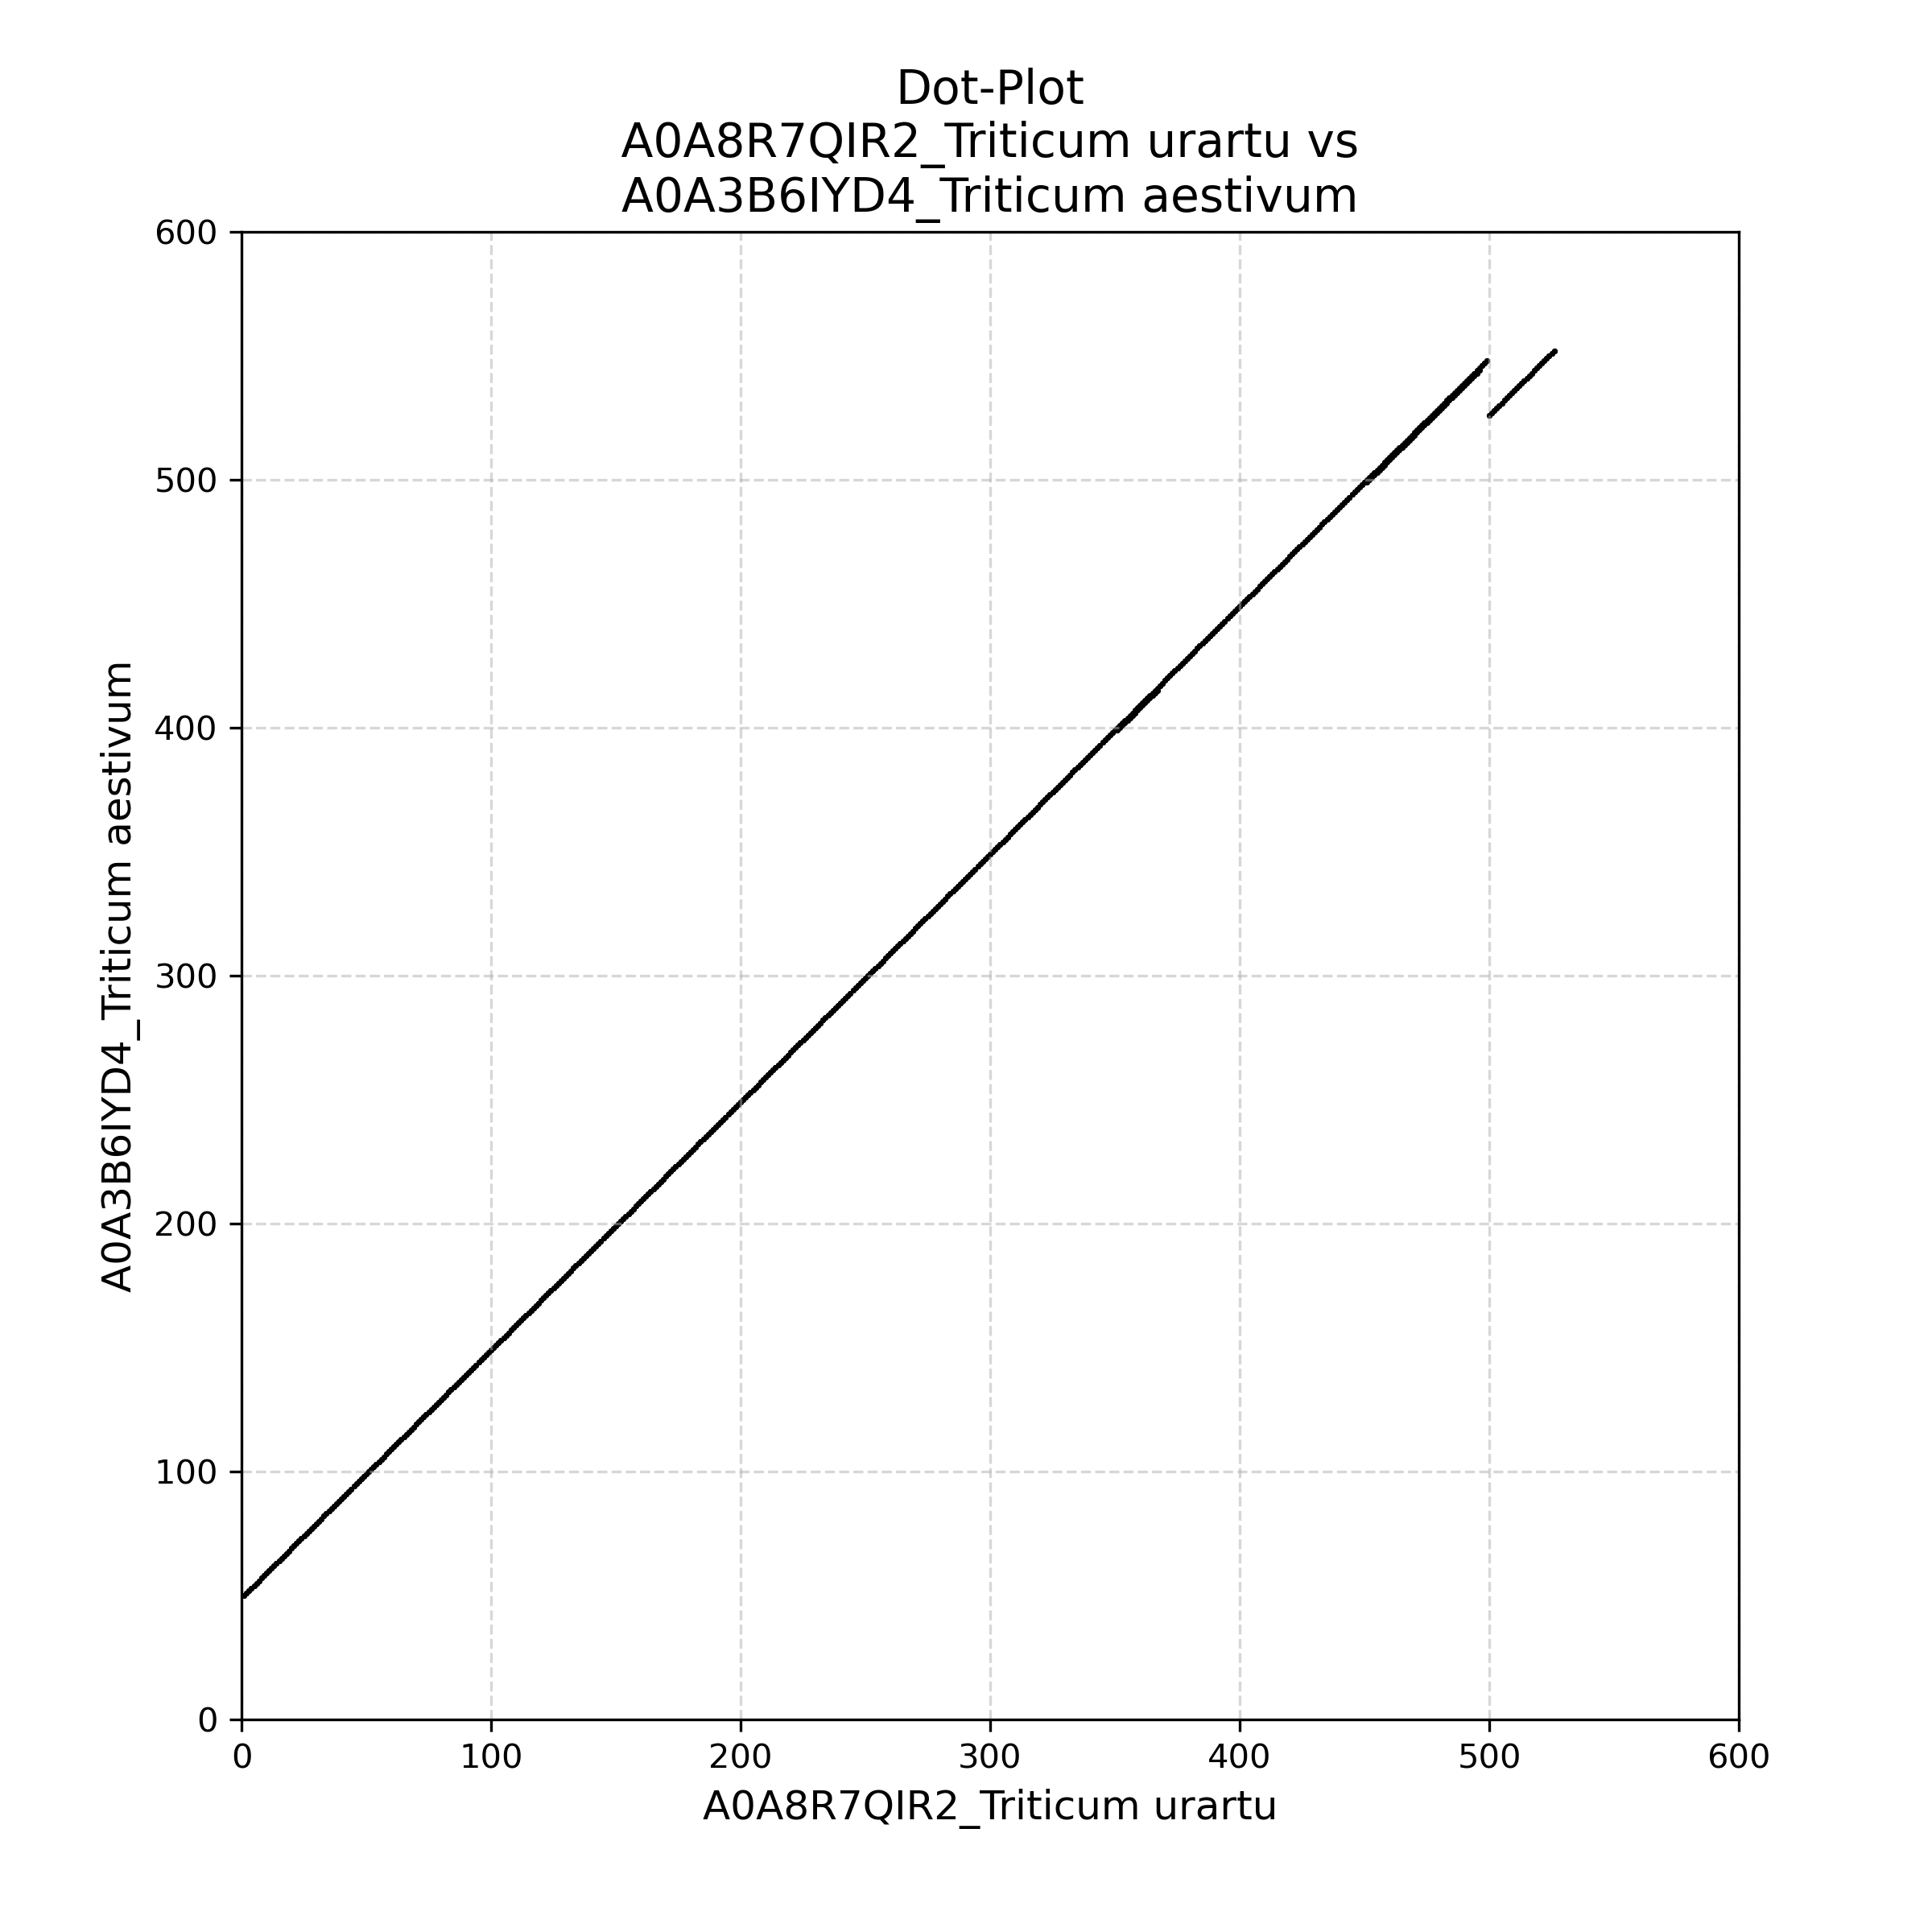 Dot-Plot
A0A8R7QIR2_Triticum urartu vs
A0A3B6IYD4_Triticum aestivum
600
500
400
300
200
100
0
A0A3B6IYD4_Triticum aestivum
0 100 200 300 400 500 600
A0A8R7QIR2_Triticum urartu